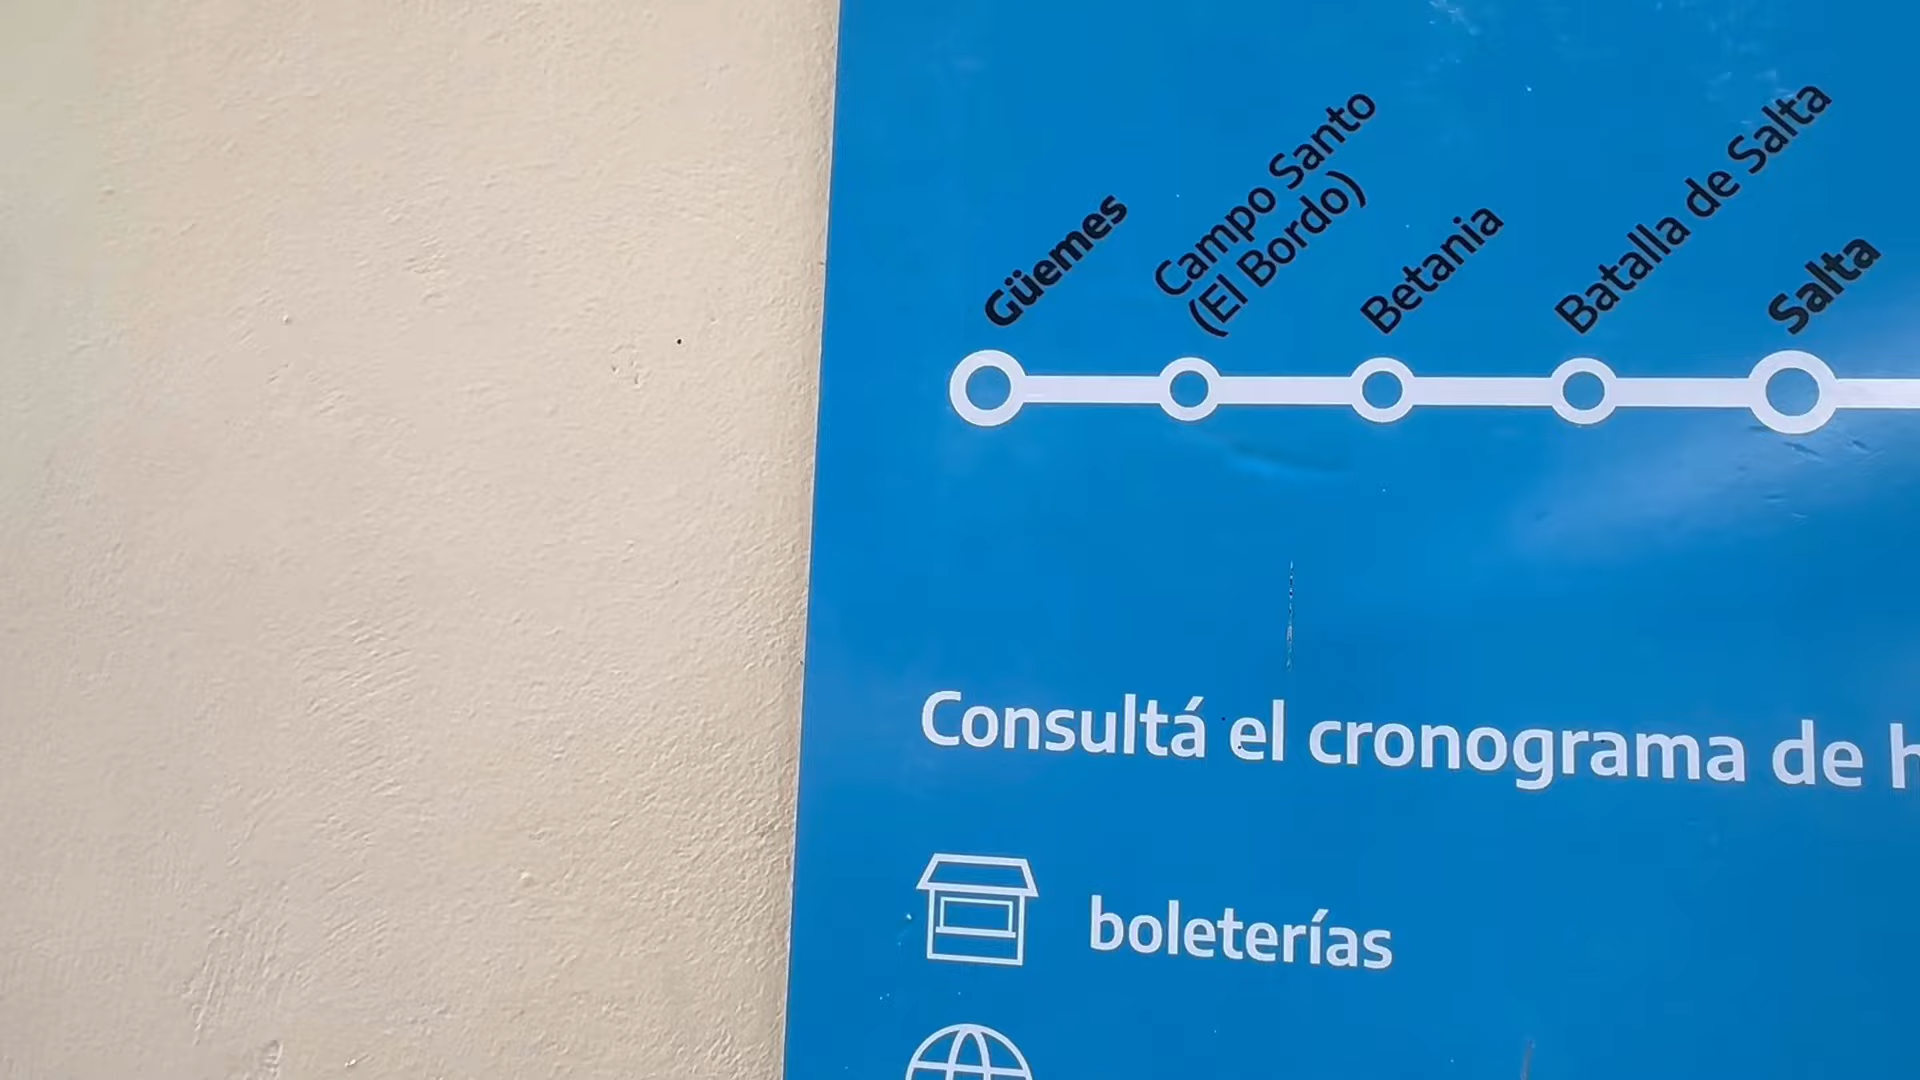 Güemes
Campo Santo
(El Bordo)
Betania
Batalla de Salta
Salta
Consultá el cronograma de
boleterías